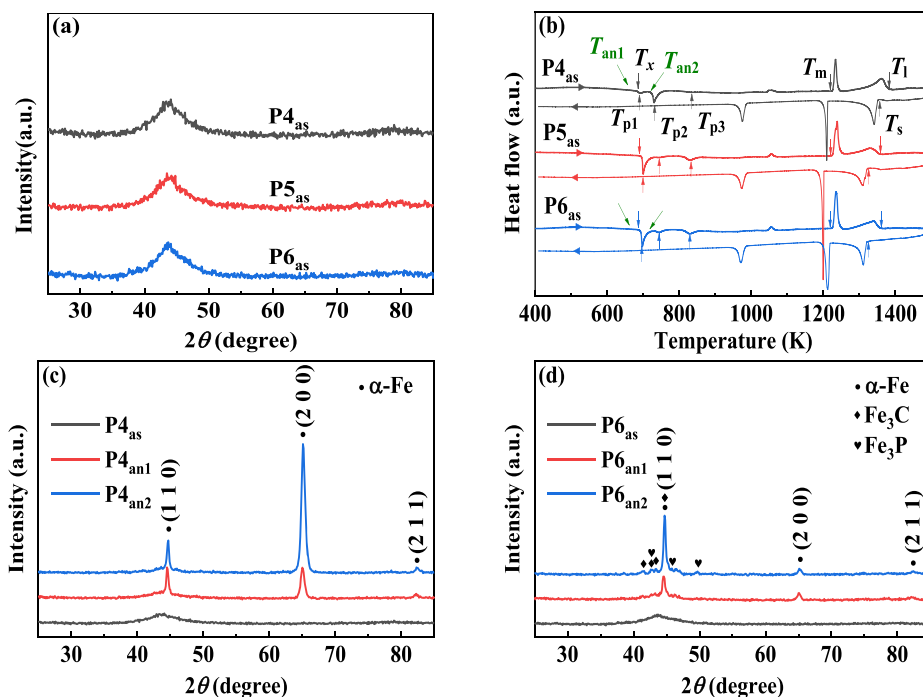 (a)
P4as
P5as
P6as
Intensity(a.u.)
30 40 50 60 70 80
2θ (degree)
(b)
Tan1
Tx
Tan2
Tm
Tl
P4as
Tp1
Tp2
Tp3
Ts
P5as
P6as
Heat flow (a.u.)
400 600 800 1000 1200 1400
Temperature (K)
(c)
• α-Fe
P4as
P4an1
P4an2
•(1 1 0)
•(2 0 0)
•(2 1 1)
Intensity (a.u.)
30 40 50 60 70 80
2θ (degree)
(d)
• α-Fe
♦ Fe3C
♥ Fe3P
P6as
P6an1
P6an2
•(1 1 0)
•(2 0 0)
•(2 1 1)
Intensity (a.u.)
30 40 50 60 70 80
2θ (degree)